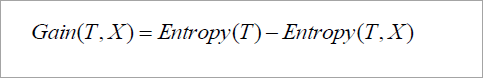 Gain(T, X) = Entropy(T) − Entropy(T, X)